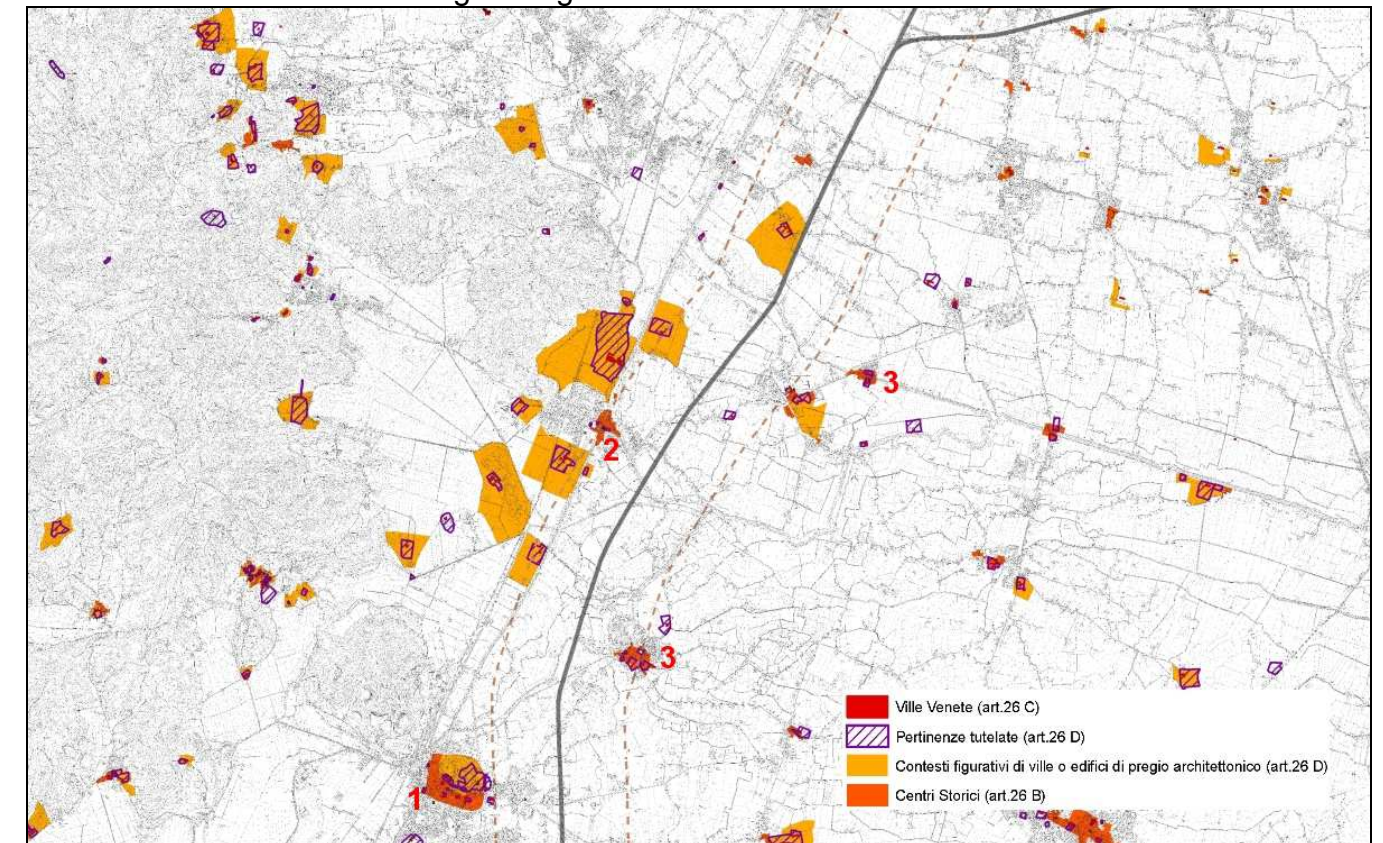 3
2
3
1
Ville Venete (art.26 C)
Pertinenze tutelate (art.26 D)
Contesti figurativi di ville o edifici di pregio architettonico (art.26 D)
Centri Storici (art.26 B)